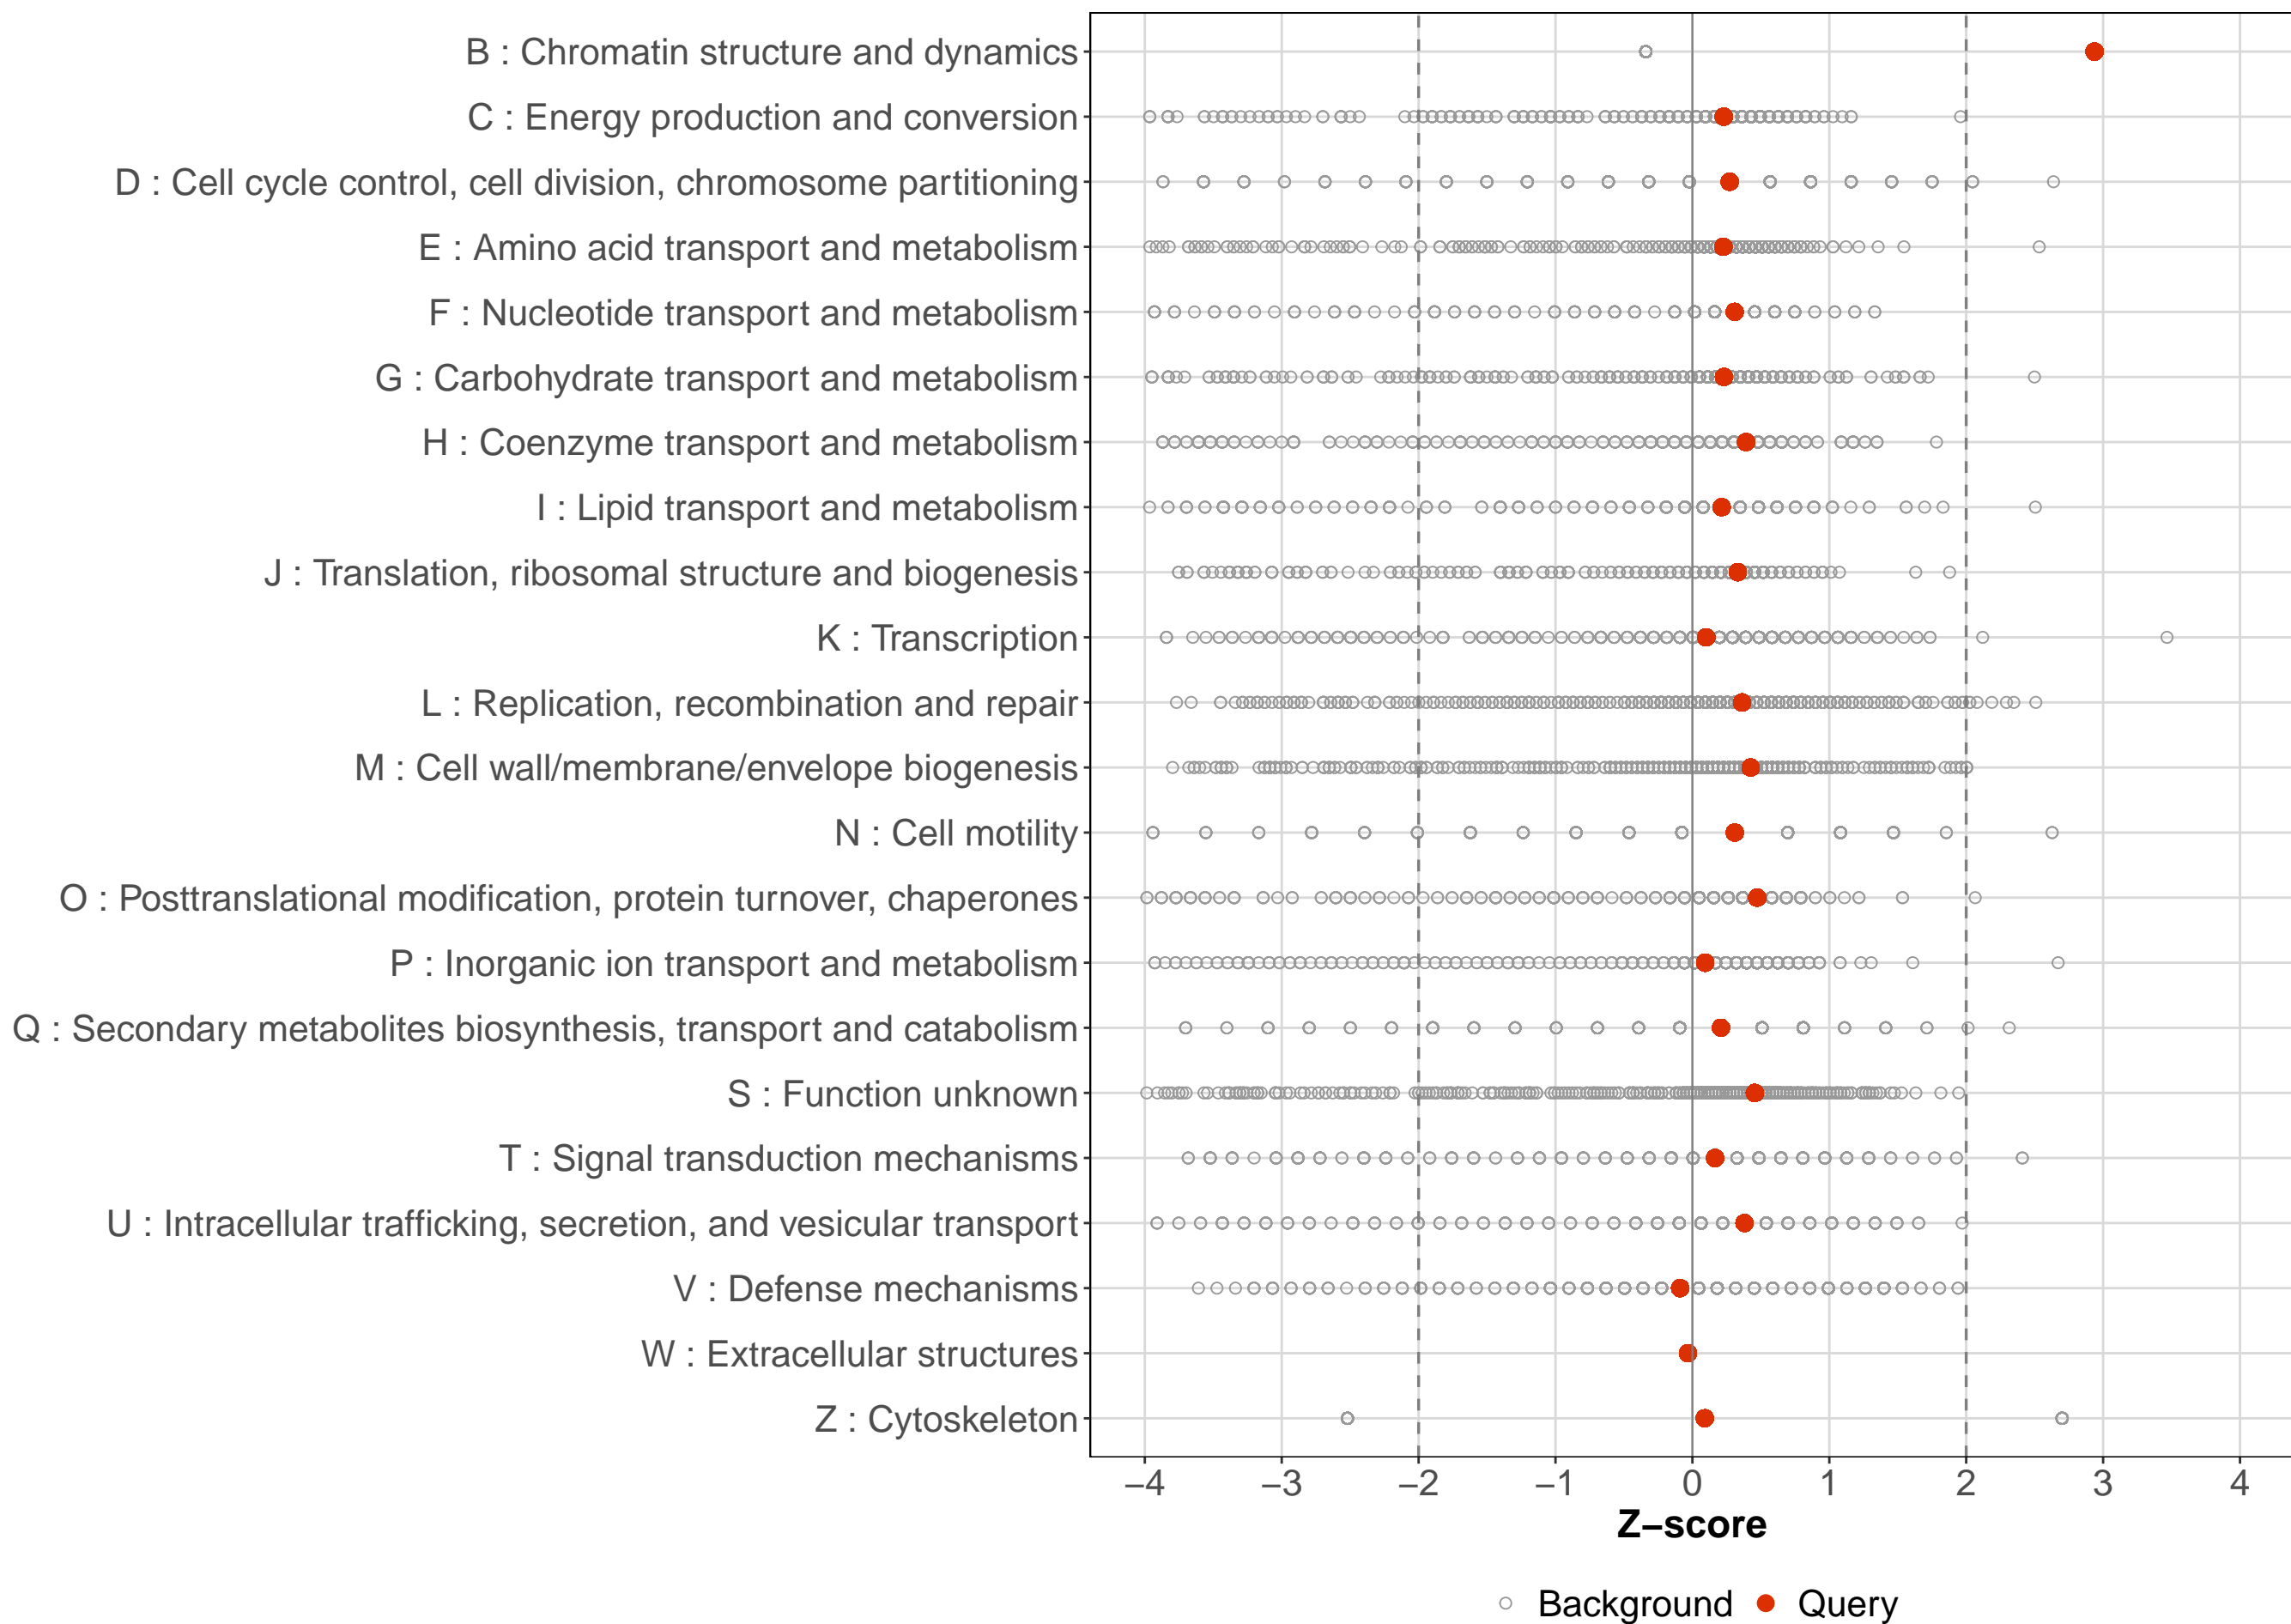 B : Chromatin structure and dynamics
C : Energy production and conversion
D : Cell cycle control, cell division, chromosome partitioning
E : Amino acid transport and metabolism
F : Nucleotide transport and metabolism
G : Carbohydrate transport and metabolism
H : Coenzyme transport and metabolism
I : Lipid transport and metabolism
J : Translation, ribosomal structure and biogenesis
K : Transcription
L : Replication, recombination and repair
M : Cell wall/membrane/envelope biogenesis
N : Cell motility
O : Posttranslational modification, protein turnover, chaperones
P : Inorganic ion transport and metabolism
Q : Secondary metabolites biosynthesis, transport and catabolism
S : Function unknown
T : Signal transduction mechanisms
U : Intracellular trafficking, secretion, and vesicular transport
V : Defense mechanisms
W : Extracellular structures
Z : Cytoskeleton
−4 −3 −2 −1 0 1 2 3 4
Z−score
Background Query